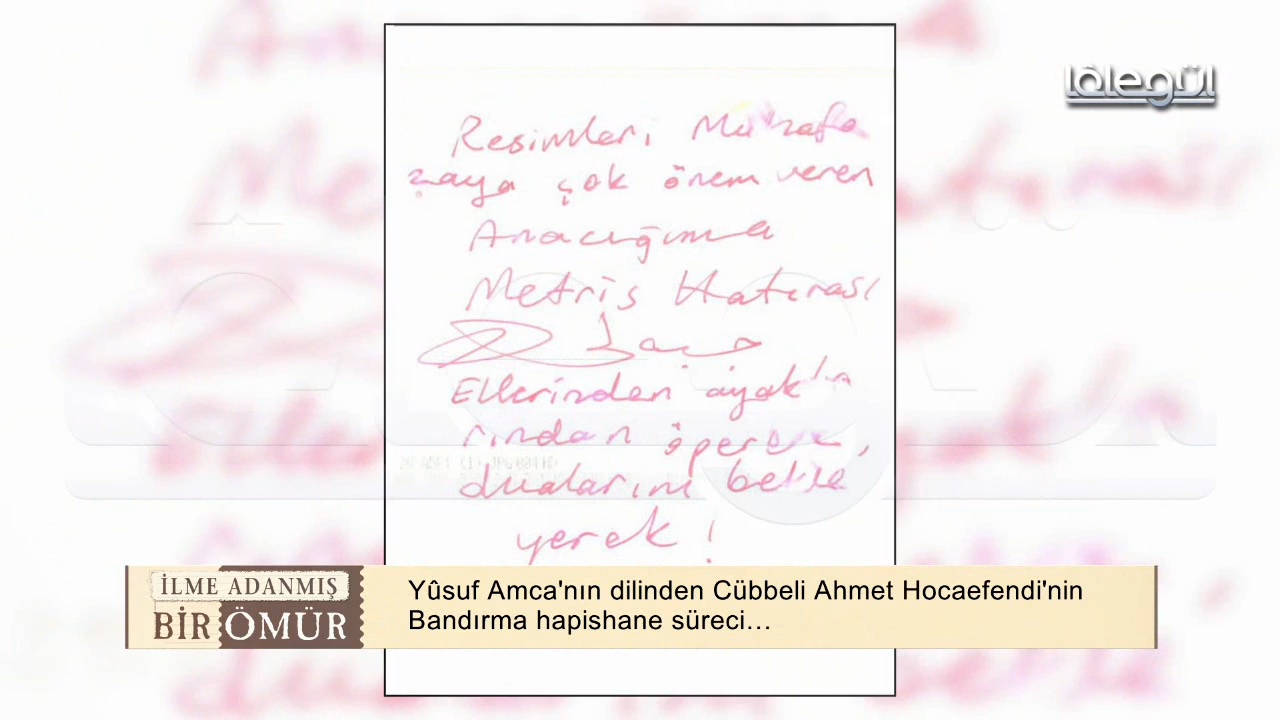 lâlegül
Resimleri Muhafa
zaya çok önem veren
Anacığıma
Metris Hatırası
Ellerinden ayakla
rından öperek,
dualarını bekle
yerek!
İLME ADANMIŞ
BİR ÖMÜR
Yûsuf Amca'nın dilinden Cübbeli Ahmet Hocaefendi'nin
Bandırma hapishane süreci…